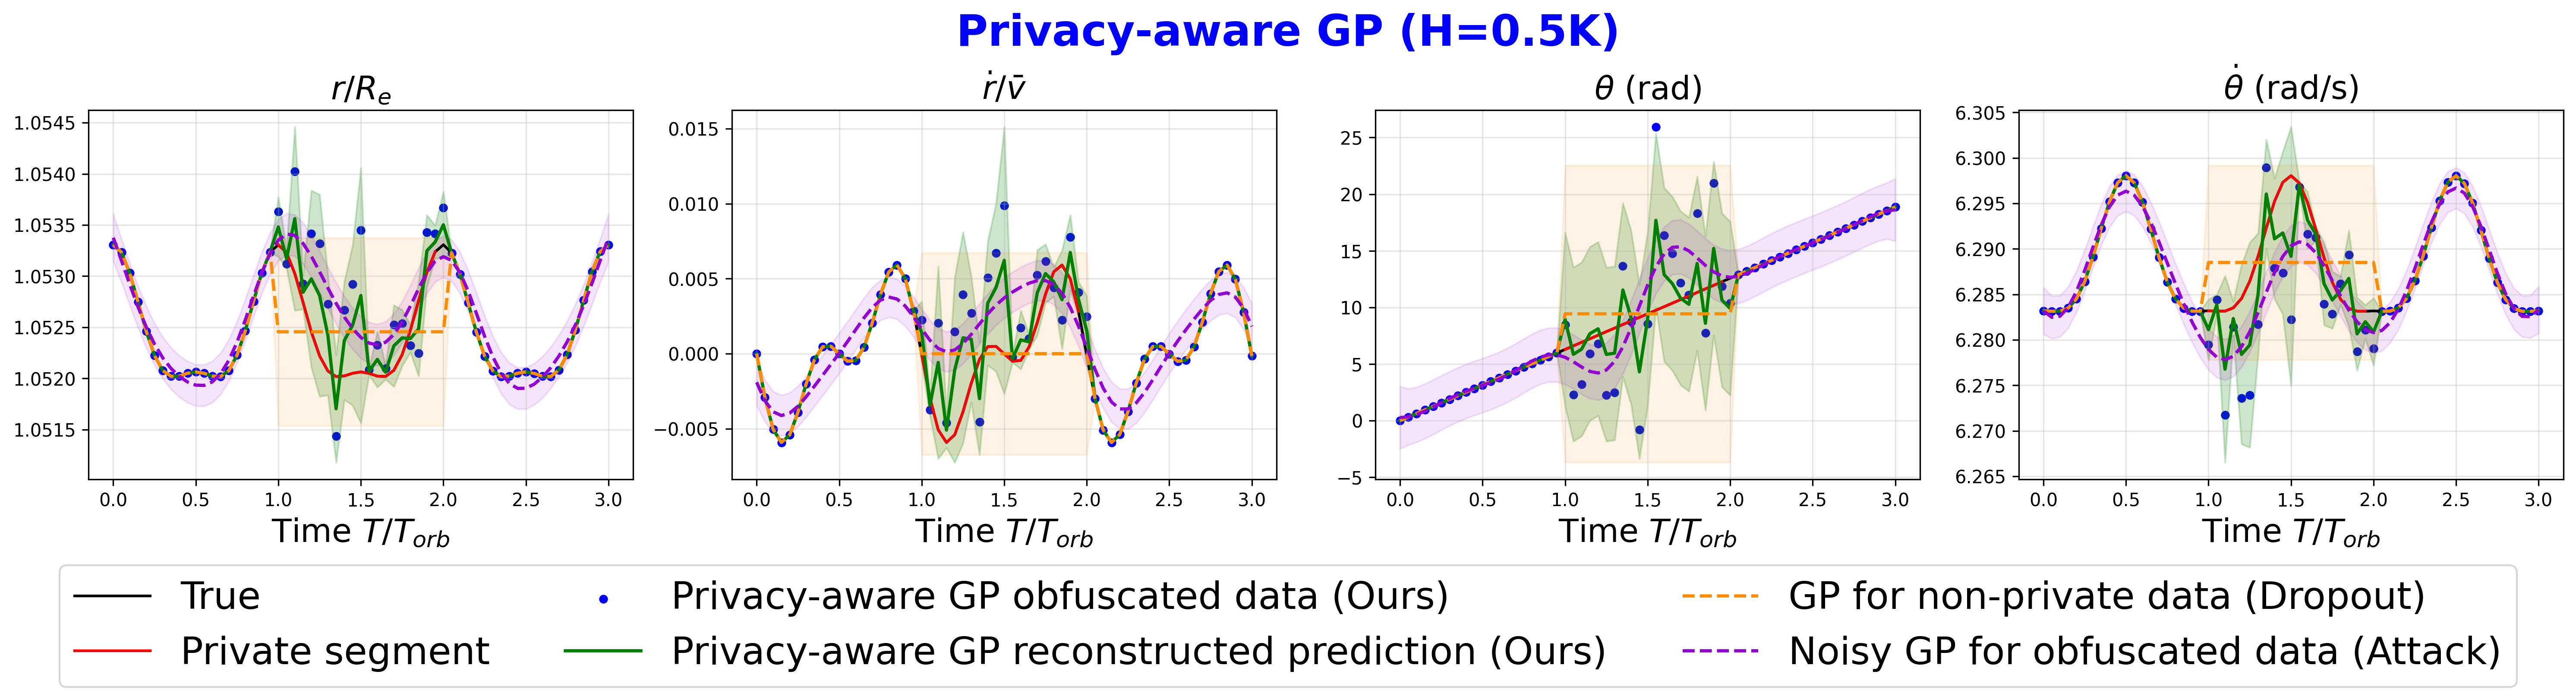 Privacy-aware GP (H=0.5K)
r/Rₑ
ṙ/v̄
θ (rad)
θ̇ (rad/s)
1.0545
1.0540
1.0535
1.0530
1.0525
1.0520
1.0515
0.0 0.5 1.0 1.5 2.0 2.5 3.0
Time T/T_orb
0.015
0.010
0.005
0.000
−0.005
0.0 0.5 1.0 1.5 2.0 2.5 3.0
Time T/T_orb
25
20
15
10
5
0
−5
0.0 0.5 1.0 1.5 2.0 2.5 3.0
Time T/T_orb
6.305
6.300
6.295
6.290
6.285
6.280
6.275
6.270
6.265
0.0 0.5 1.0 1.5 2.0 2.5 3.0
Time T/T_orb
True
Private segment
Privacy-aware GP obfuscated data (Ours)
Privacy-aware GP reconstructed prediction (Ours)
GP for non-private data (Dropout)
Noisy GP for obfuscated data (Attack)